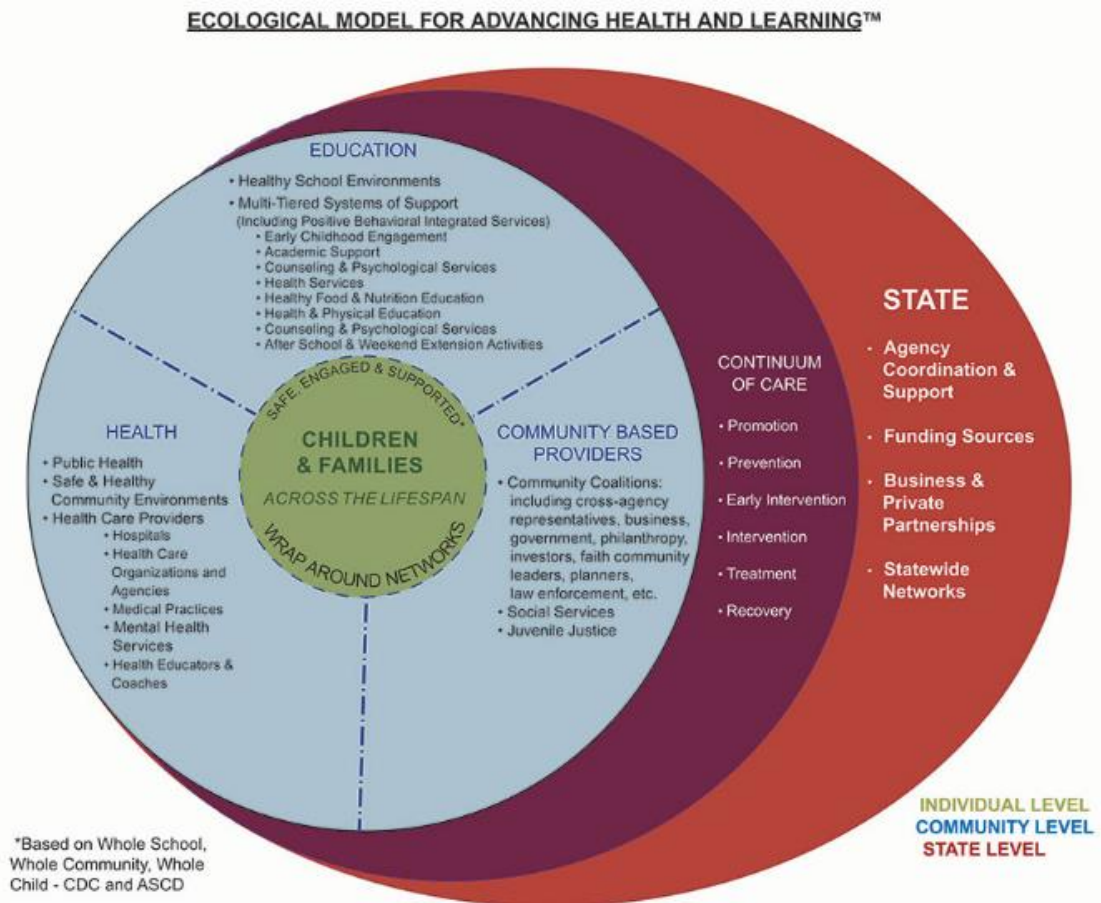 ECOLOGICAL MODEL FOR ADVANCING HEALTH AND LEARNING™
EDUCATION
• Healthy School Environments
• Multi-Tiered Systems of Support
(Including Positive Behavioral Integrated Services)
• Early Childhood Engagement
• Academic Support
• Counseling & Psychological Services
• Health Services
• Healthy Food & Nutrition Education
• Health & Physical Education
• Counseling & Psychological Services
• After School & Weekend Extension Activities
SAFE, ENGAGED & SUPPORTED*
CHILDREN
& FAMILIES
ACROSS THE LIFESPAN
WRAP AROUND NETWORKS
HEALTH
• Public Health
• Safe & Healthy
Community Environments
• Health Care Providers
• Hospitals
• Health Care
Organizations and
Agencies
• Medical Practices
• Mental Health
Services
• Health Educators &
Coaches
COMMUNITY BASED
PROVIDERS
• Community Coalitions:
including cross-agency
representatives, business,
government, philanthropy,
investors, faith community
leaders, planners,
law enforcement, etc.
• Social Services
• Juvenile Justice
CONTINUUM
OF CARE
• Promotion
• Prevention
• Early Intervention
• Intervention
• Treatment
• Recovery
STATE
• Agency
Coordination &
Support
• Funding Sources
• Business &
Private
Partnerships
• Statewide
Networks
INDIVIDUAL LEVEL
COMMUNITY LEVEL
STATE LEVEL
*Based on Whole School,
Whole Community, Whole
Child - CDC and ASCD